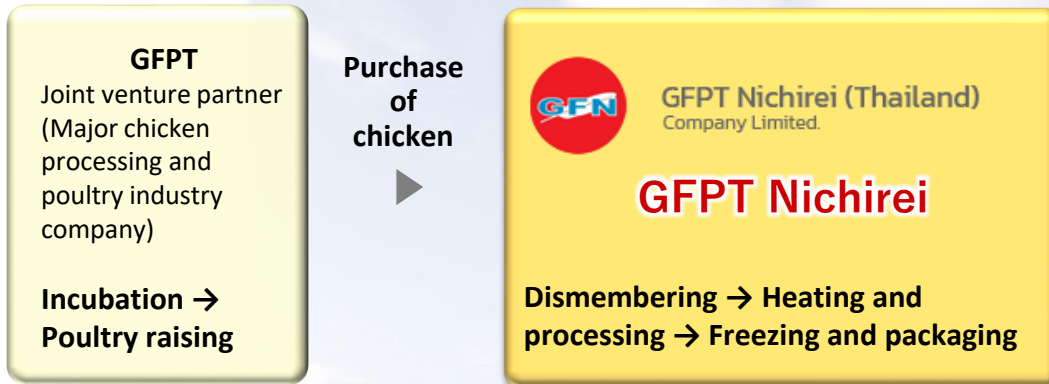 GFPT
Joint venture partner
(Major chicken
processing and
poultry industry
company)
Incubation →
Poultry raising
Purchase
of
chicken
GFN
GFPT Nichirei (Thailand)
Company Limited.
GFPT Nichirei
Dismembering → Heating and
processing → Freezing and packaging